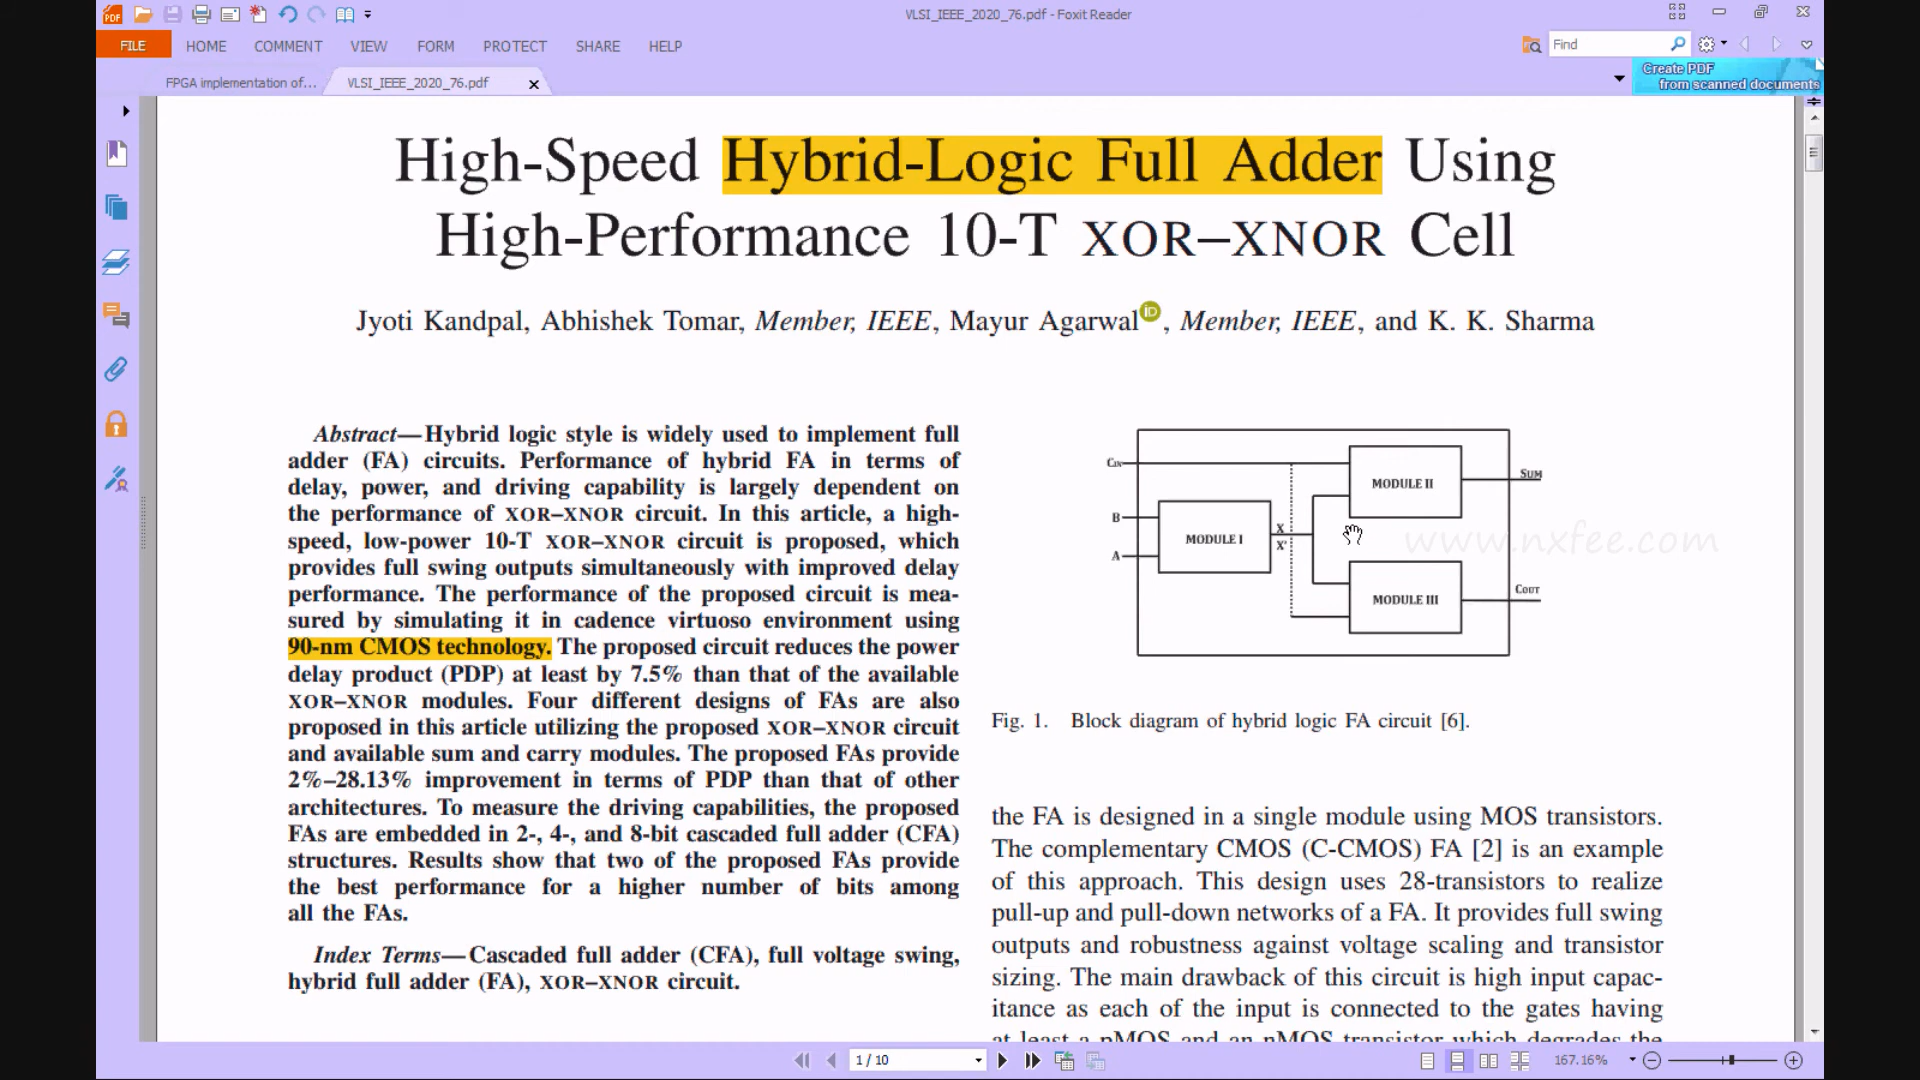 VLSI_IEEE_2020_76.pdf - Foxit Reader
FILE HOME COMMENT VIEW FORM PROTECT SHARE HELP
Find
FPGA implementation of... VLSI_IEEE_2020_76.pdf
Create PDF
from scanned documents
High-Speed Hybrid-Logic Full Adder Using
High-Performance 10-T XOR–XNOR Cell
Jyoti Kandpal, Abhishek Tomar, Member, IEEE, Mayur Agarwal, Member, IEEE, and K. K. Sharma
Abstract—Hybrid logic style is widely used to implement full
adder (FA) circuits. Performance of hybrid FA in terms of
delay, power, and driving capability is largely dependent on
the performance of XOR–XNOR circuit. In this article, a high-
speed, low-power 10-T XOR–XNOR circuit is proposed, which
provides full swing outputs simultaneously with improved delay
performance. The performance of the proposed circuit is mea-
sured by simulating it in cadence virtuoso environment using
90-nm CMOS technology. The proposed circuit reduces the power
delay product (PDP) at least by 7.5% than that of the available
XOR–XNOR modules. Four different designs of FAs are also
proposed in this article utilizing the proposed XOR–XNOR circuit
and available sum and carry modules. The proposed FAs provide
2%–28.13% improvement in terms of PDP than that of other
architectures. To measure the driving capabilities, the proposed
FAs are embedded in 2-, 4-, and 8-bit cascaded full adder (CFA)
structures. Results show that two of the proposed FAs provide
the best performance for a higher number of bits among
all the FAs.
Index Terms—Cascaded full adder (CFA), full voltage swing,
hybrid full adder (FA), XOR–XNOR circuit.
CIN
B
A
MODULE I
X
X'
MODULE II
SUM
MODULE III
COUT
www.nxfee.com
Fig. 1. Block diagram of hybrid logic FA circuit [6].
the FA is designed in a single module using MOS transistors.
The complementary CMOS (C-CMOS) FA [2] is an example
of this approach. This design uses 28-transistors to realize
pull-up and pull-down networks of a FA. It provides full swing
outputs and robustness against voltage scaling and transistor
sizing. The main drawback of this circuit is high input capac-
itance as each of the input is connected to the gates having
at least a pMOS and an nMOS transistor which degrades the
1 / 10
167.16%